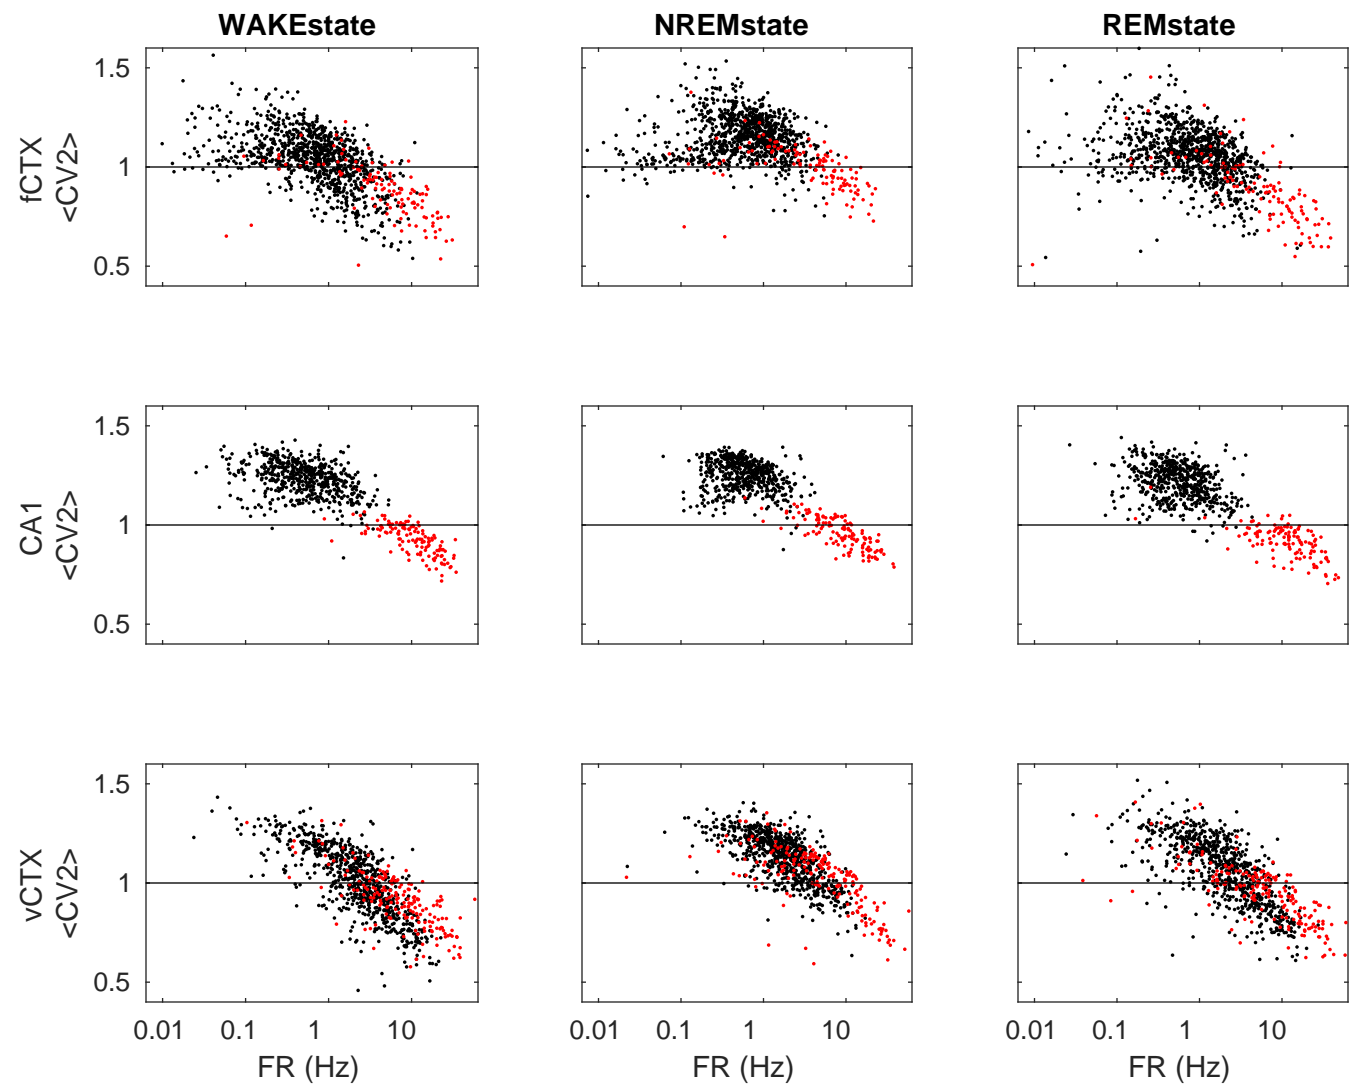 WAKEstate
NREMstate
REMstate
fCTX
<CV2>
1.5
1
0.5
CA1
<CV2>
1.5
1
0.5
vCTX
<CV2>
1.5
1
0.5
0.01 0.1 1 10
0.01 0.1 1 10
0.01 0.1 1 10
FR (Hz)
FR (Hz)
FR (Hz)